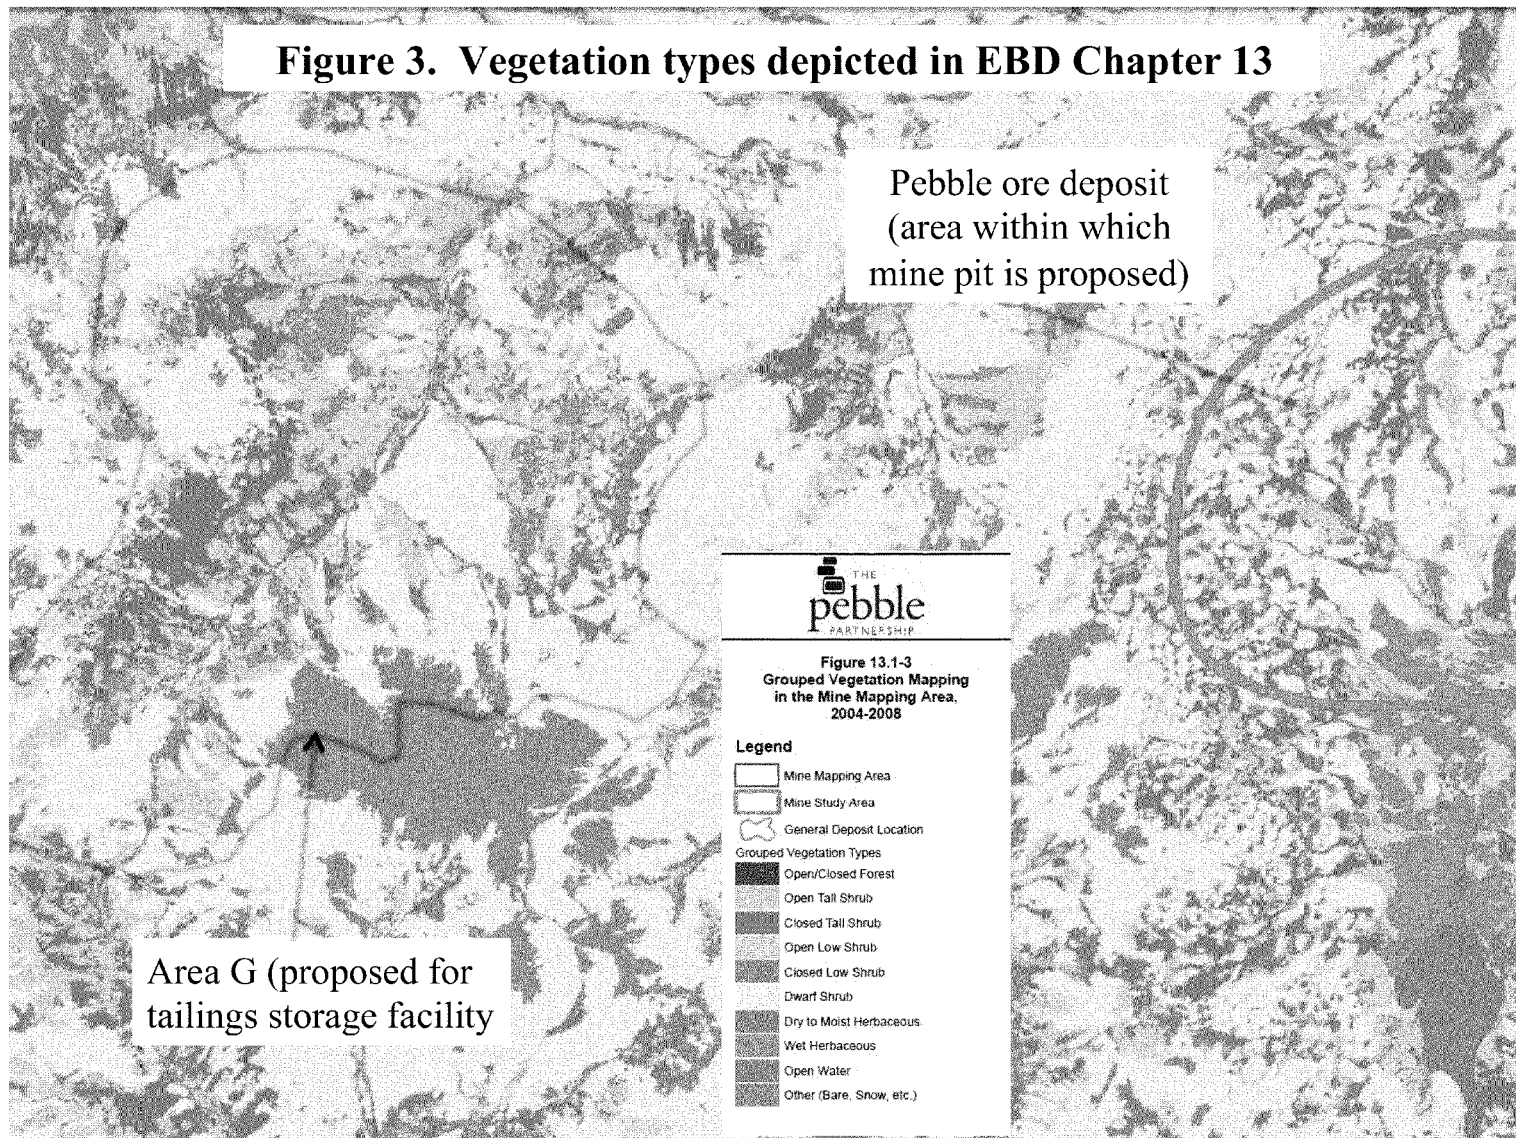 Figure 3. Vegetation types depicted in EBD Chapter 13
Pebble ore deposit
(area within which
mine pit is proposed)
THE
pebble
PARTNERSHIP
Figure 13.1-3
Grouped Vegetation Mapping
in the Mine Mapping Area,
2004-2008
Legend
Mine Mapping Area
Mine Study Area
General Deposit Location
Grouped Vegetation Types
Open/Closed Forest
Open Tall Shrub
Closed Tall Shrub
Open Low Shrub
Closed Low Shrub
Dwarf Shrub
Dry to Moist Herbaceous
Wet Herbaceous
Open Water
Other (Bare, Snow, etc.)
Area G (proposed for
tailings storage facility